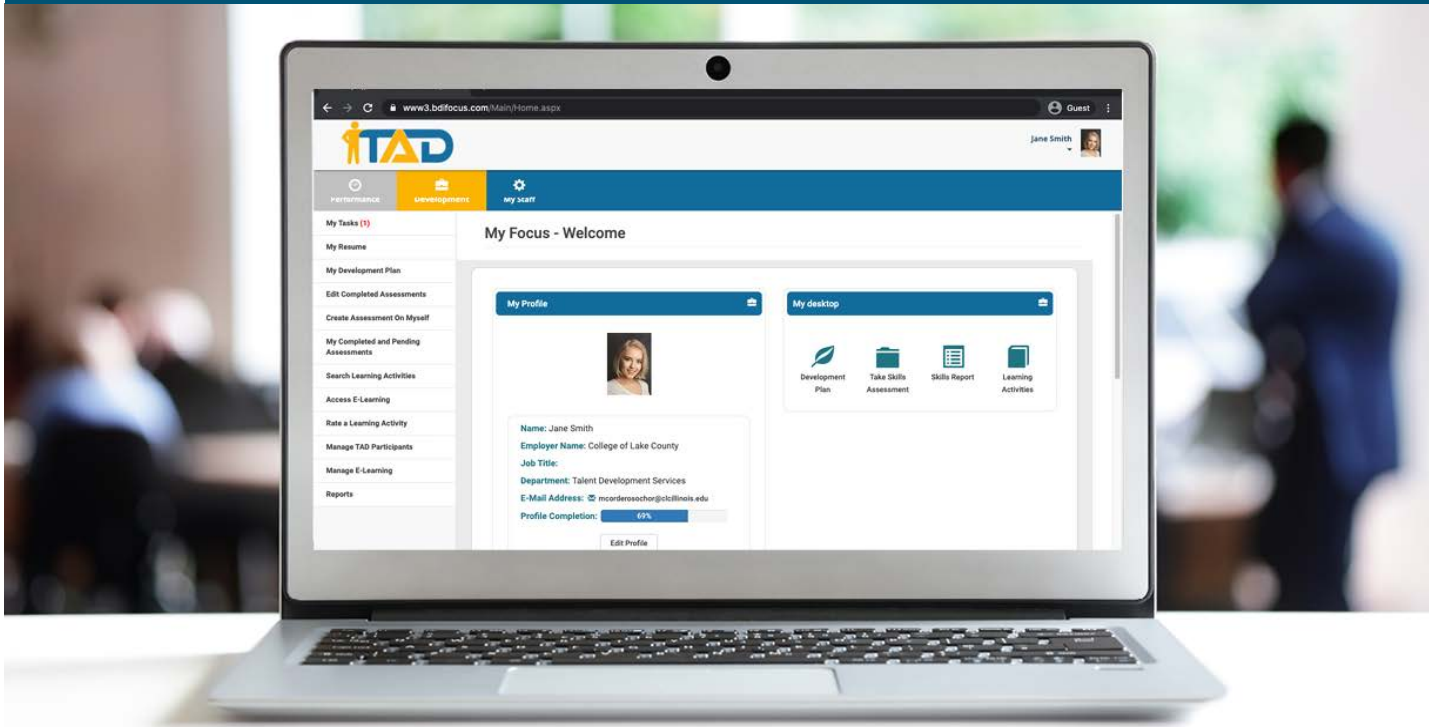 www3.bdifocus.com/Main/Home.aspx
Guest
iTAD
Jane Smith
Performance
Development
My Staff
My Tasks (1)
My Resume
My Development Plan
Edit Completed Assessments
Create Assessment On Myself
My Completed and Pending
Assessments
Search Learning Activities
Access E-Learning
Rate a Learning Activity
Manage TAD Participants
Manage E-Learning
Reports
My Focus - Welcome
My Profile
Name: Jane Smith
Employer Name: College of Lake County
Job Title:
Department: Talent Development Services
E-Mail Address: mcorderosochor@clcillinois.edu
Profile Completion: 69%
Edit Profile
My desktop
Development
Plan
Take Skills
Assessment
Skills Report
Learning
Activities